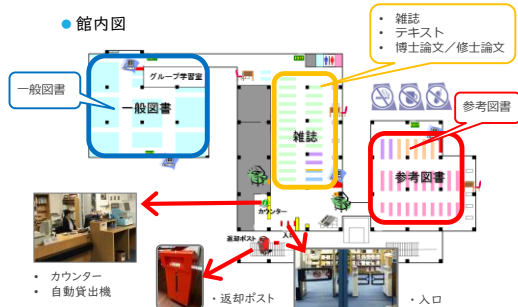 ● 館内図
・ 雑誌
・ テキスト
・ 博士論文/修士論文
グループ学習室
一般図書
一般図書
参考図書
雑誌
参考図書
カウンター
入口
返却ポスト
・ カウンター
・ 自動貸出機
・返却ポスト
・入口